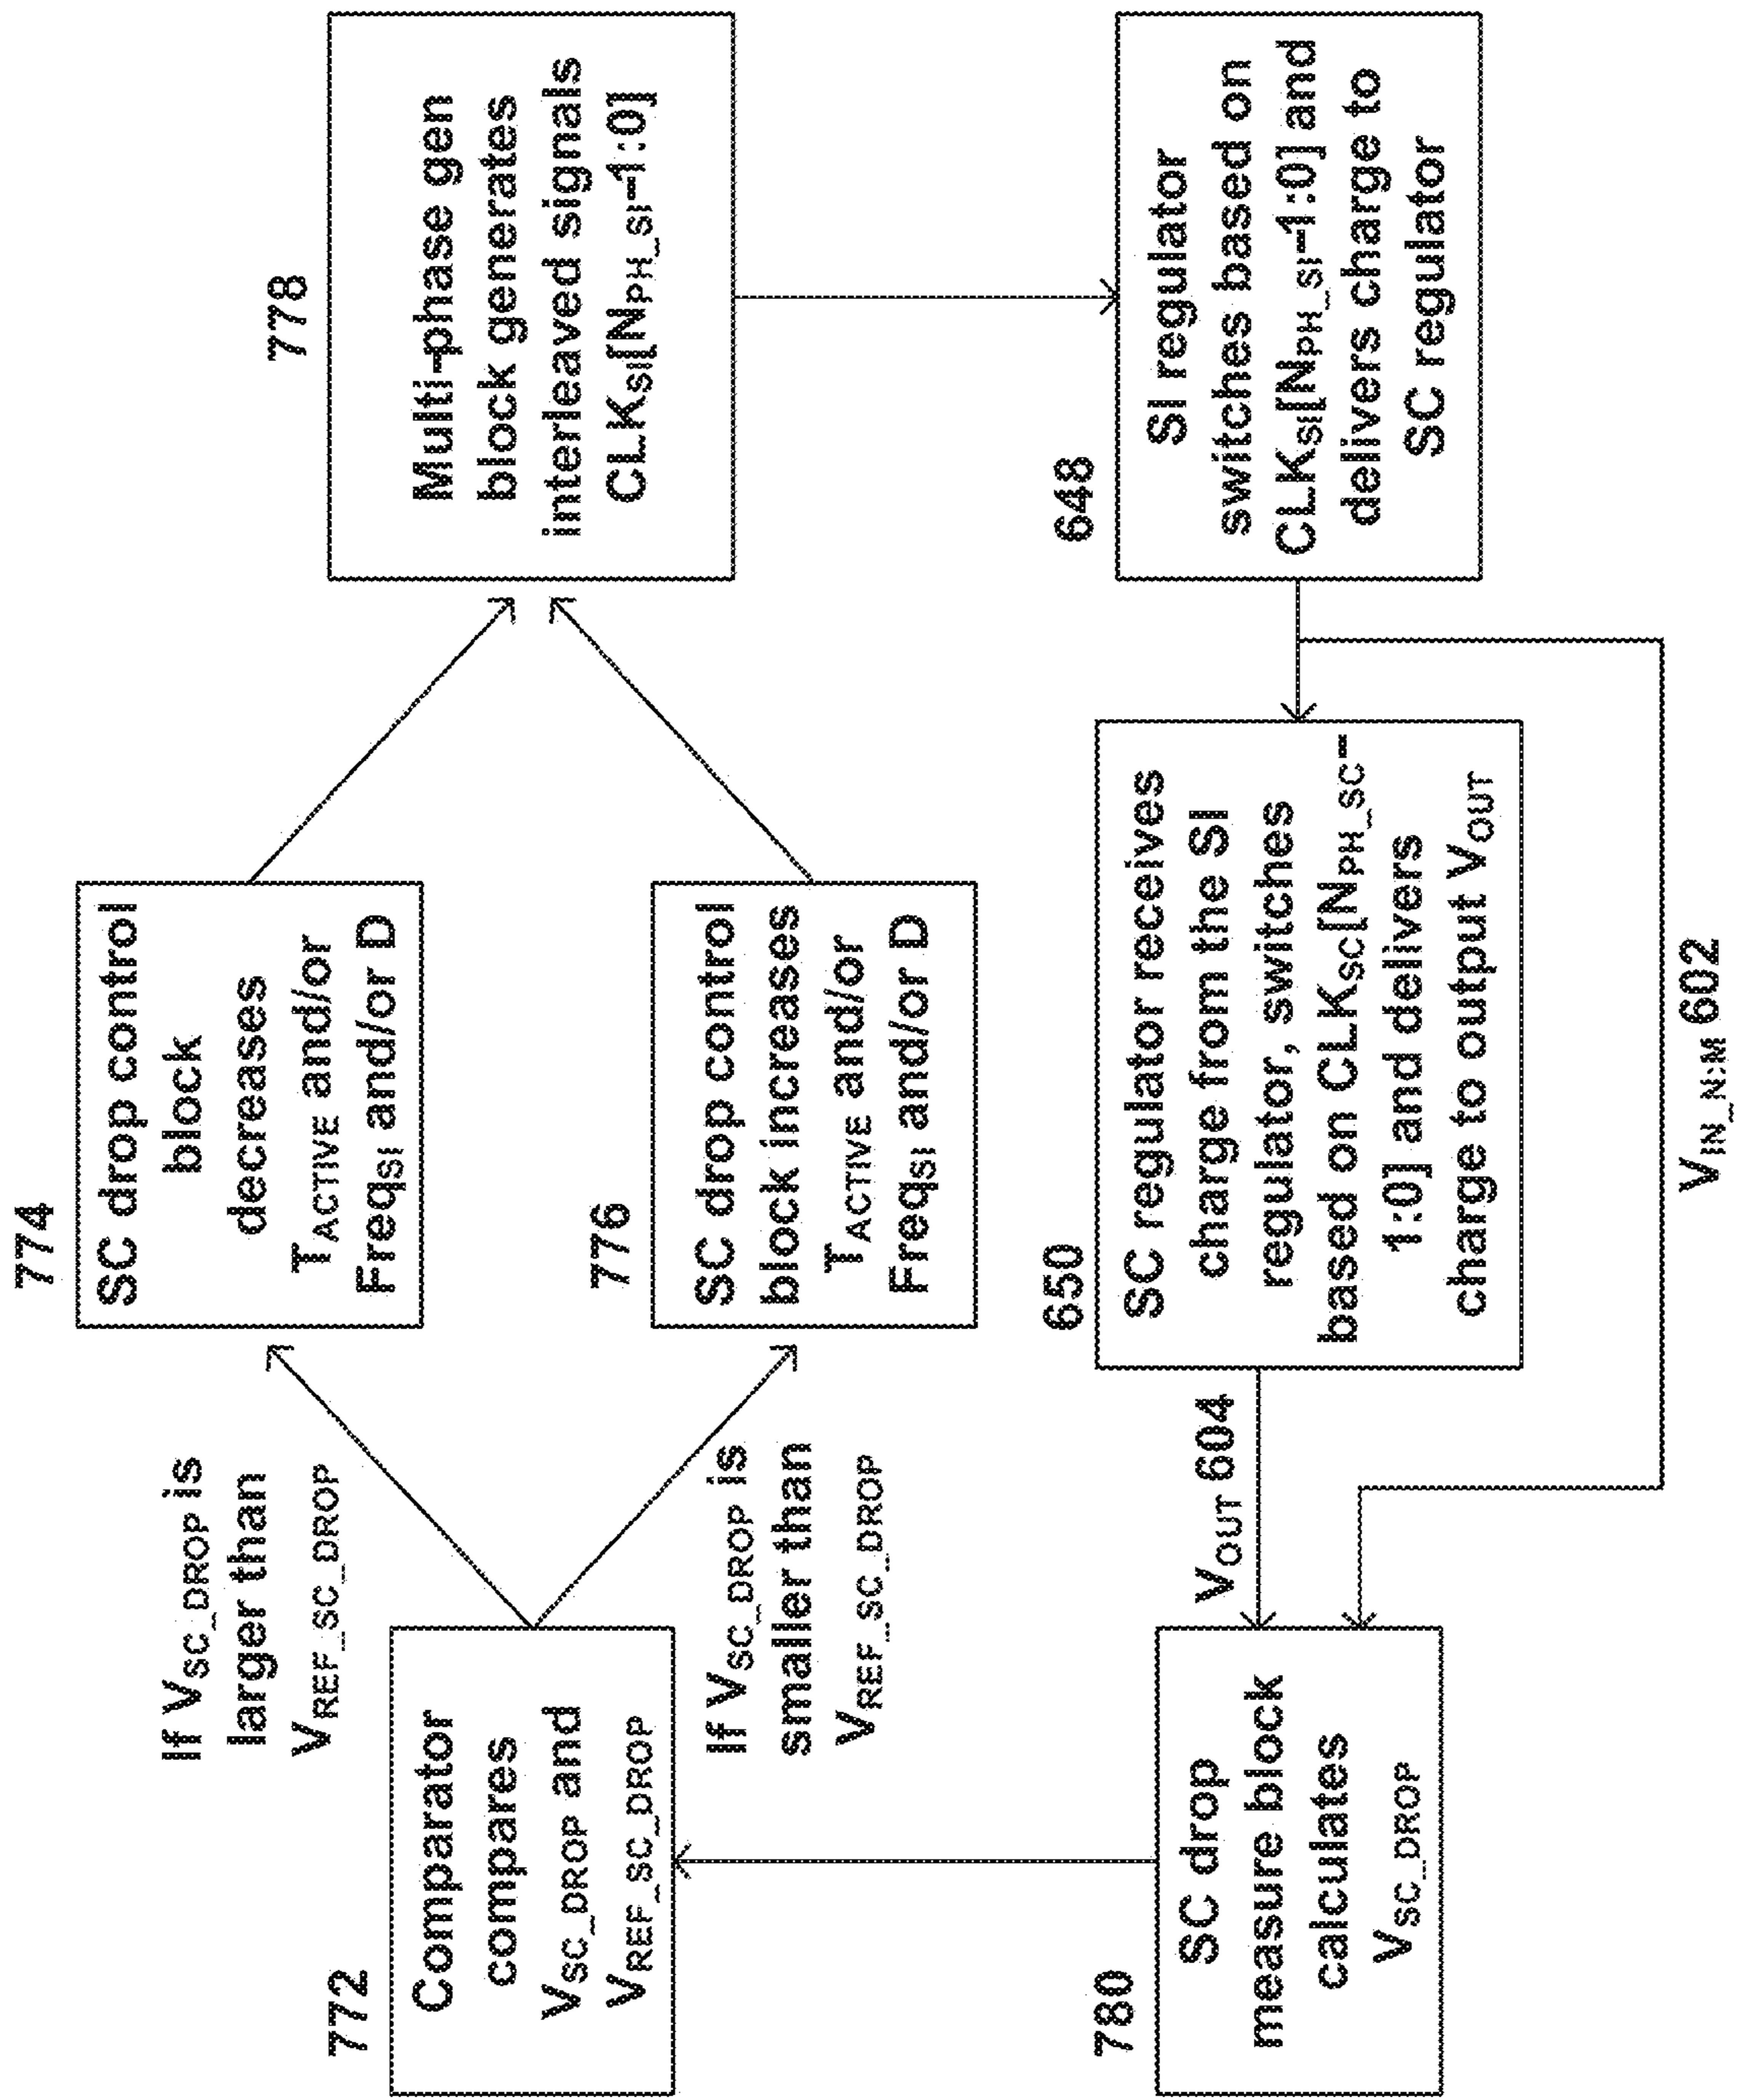 772
Comparator
compares
VSC_DROP and
VREF_SC_DROP
If VSC_DROP is
larger than
VREF_SC_DROP
If VSC_DROP is
smaller than
VREF_SC_DROP
774
SC drop control
block
decreases
TACTIVE and/or
FreqSI and/or D
776
SC drop control
block increases
TACTIVE and/or
FreqSI and/or D
778
Multi-phase gen
block generates
interleaved signals
CLKSI[NPH_SI-1:0]
648
SI regulator
switches based on
CLKSI[NPH_SI-1:0] and
delivers charge to
SC regulator
650
SC regulator receives
charge from the SI
regulator, switches
based on CLKSC[NPH_SC-
1:0] and delivers
charge to output VOUT
VOUT 604
VIN_N:M 602
780
SC drop
measure block
calculates
VSC_DROP